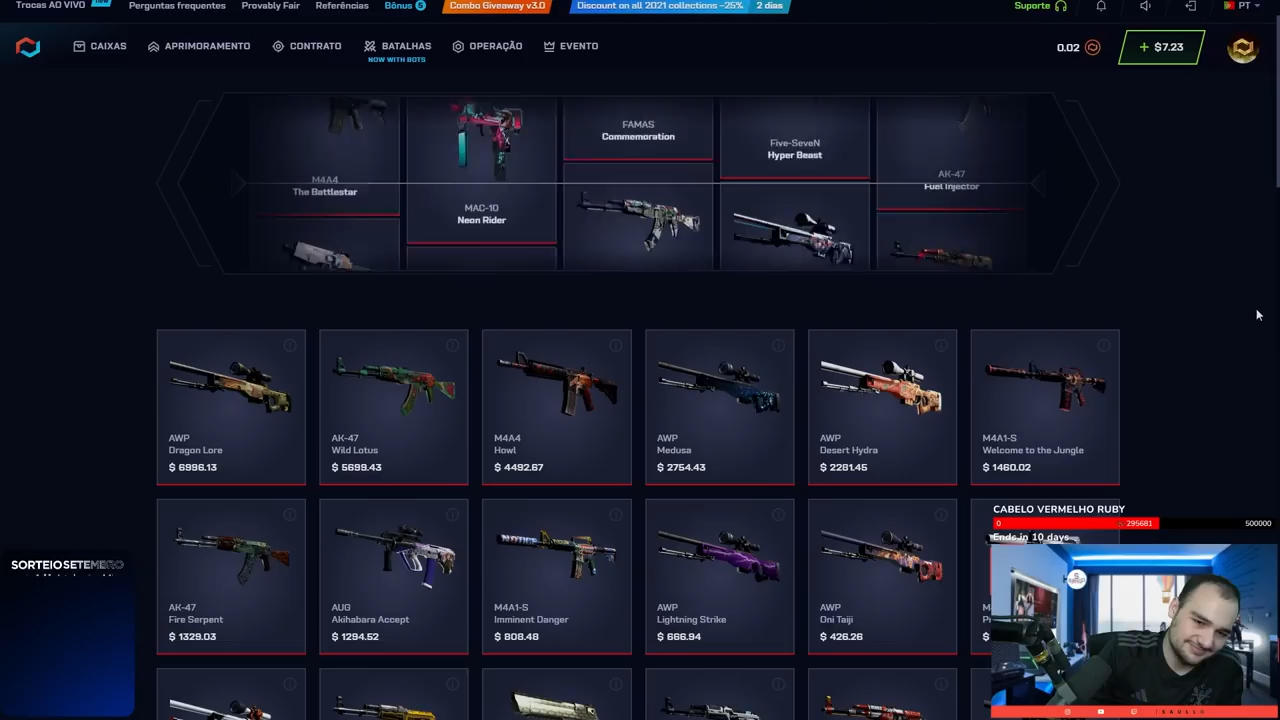 Trocas AO VIVO new Perguntas frequentes Provably Fair Referências Bônus 5 Combo Giveaway v3.0 Discount on all 2021 collections −25% 2 dias Suporte PT
CAIXAS APRIMORAMENTO CONTRATO BATALHAS OPERAÇÃO EVENTO 0.02 + $7.23
NOW WITH BOTS
FAMAS
Commemoration
Five-SeveN
Hyper Beast
M4A4
The Battlestar
AK-47
Fuel Injector
MAC-10
Neon Rider
AWP
Dragon Lore
$ 6996.13
AK-47
Wild Lotus
$ 5699.43
M4A4
Howl
$ 4492.67
AWP
Medusa
$ 2754.43
AWP
Desert Hydra
$ 2281.45
M4A1-S
Welcome to the Jungle
$ 1460.02
CABELO VERMELHO RUBY
0 295681 500000
Ends in 10 days
SORTEIOSETEMBRO
AK-47
Fire Serpent
$ 1329.03
AUG
Akihabara Accept
$ 1294.52
M4A1-S
Imminent Danger
$ 808.48
AWP
Lightning Strike
$ 666.94
AWP
Oni Taiji
$ 426.26
$
SAULLO